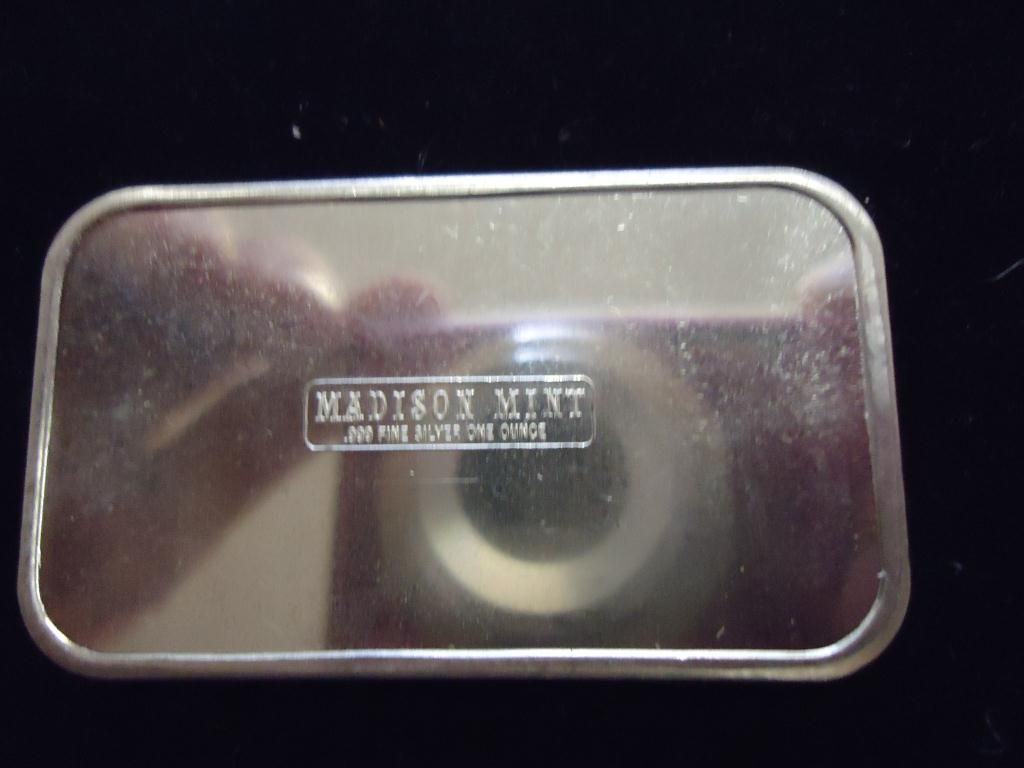 MADISON MINT
.999 FINE SILVER ONE OUNCE